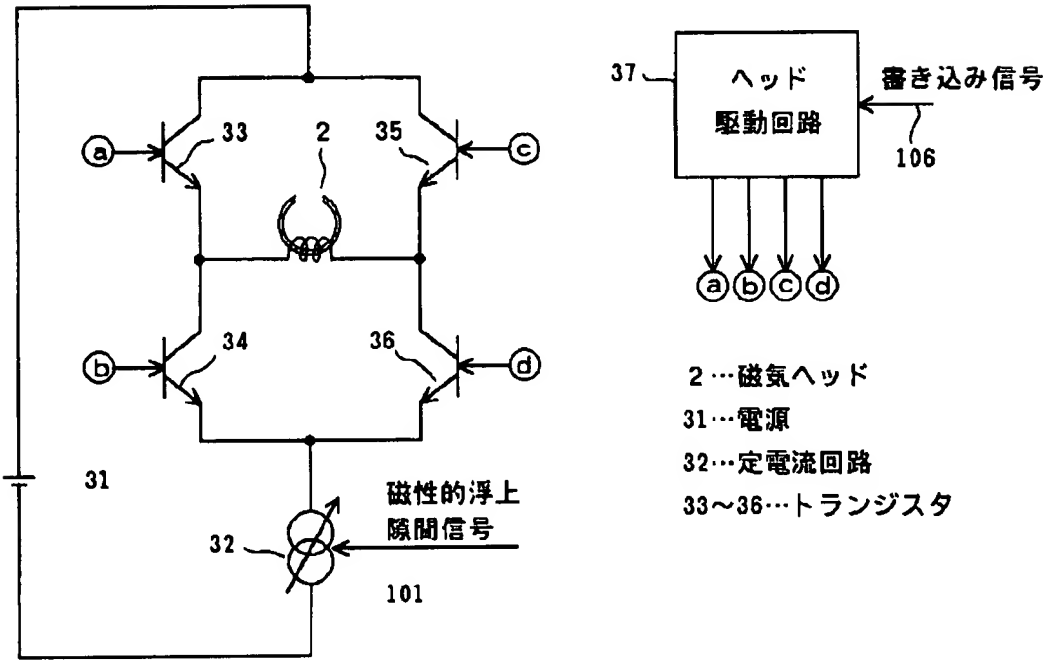 33
2
35
a
c
34
36
b
d
31
32
磁性的浮上
隙間信号
101
37
ヘッド
駆動回路
書き込み信号
106
a b c d
2…磁気ヘッド
31…電源
32…定電流回路
33～36…トランジスタ